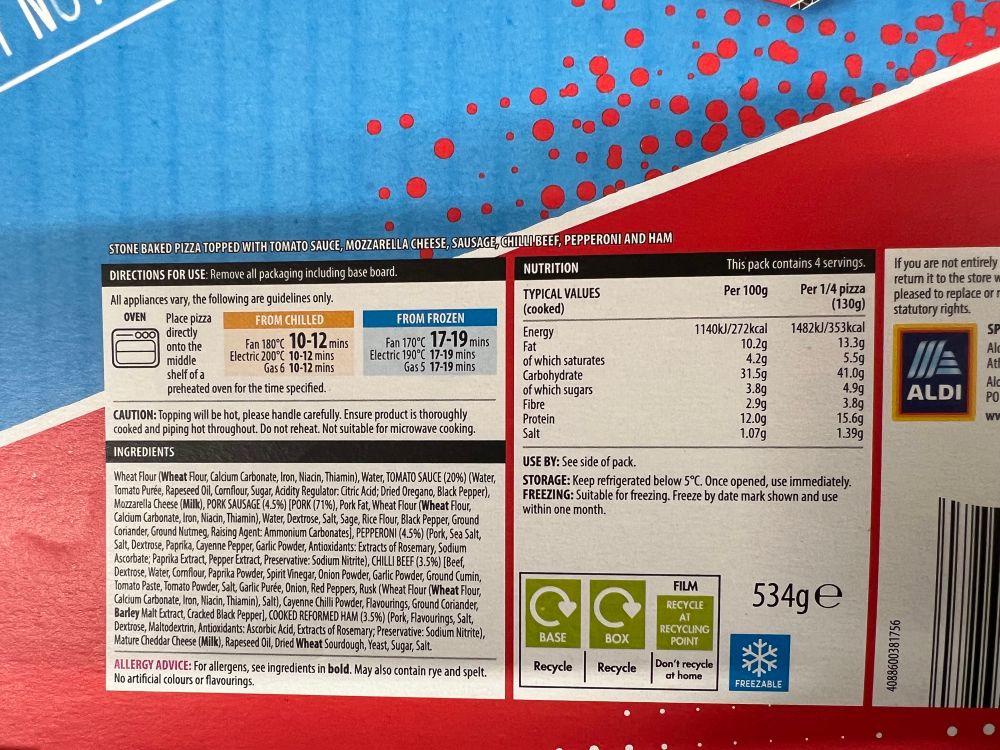 STONE BAKED PIZZA TOPPED WITH TOMATO SAUCE, MOZZARELLA CHEESE, SAUSAGE, CHILLI BEEF, PEPPERONI AND HAM
DIRECTIONS FOR USE: Remove all packaging including base board.
All appliances vary, the following are guidelines only.
OVEN
Place pizza
directly
onto the
middle
shelf of a
preheated oven for the time specified.
FROM CHILLED
Fan 180°C 10-12 mins
Electric 200°C 10-12 mins
Gas 6 10-12 mins
FROM FROZEN
Fan 170°C 17-19 mins
Electric 190°C 17-19 mins
Gas 5 17-19 mins
CAUTION: Topping will be hot, please handle carefully. Ensure product is thoroughly
cooked and piping hot throughout. Do not reheat. Not suitable for microwave cooking.
INGREDIENTS
Wheat Flour (Wheat Flour, Calcium Carbonate, Iron, Niacin, Thiamin), Water, TOMATO SAUCE (20%) (Water,
Tomato Purée, Rapeseed Oil, Cornflour, Sugar, Acidity Regulator: Citric Acid; Dried Oregano, Black Pepper),
Mozzarella Cheese (Milk), PORK SAUSAGE (4.5%) [PORK (71%), Pork Fat, Wheat Flour (Wheat Flour,
Calcium Carbonate, Iron, Niacin, Thiamin), Water, Dextrose, Salt, Sage, Rice Flour, Black Pepper, Ground
Coriander, Ground Nutmeg, Raising Agent: Ammonium Carbonates], PEPPERONI (4.5%) (Pork, Sea Salt,
Salt, Dextrose, Paprika, Cayenne Pepper, Garlic Powder, Antioxidants: Extracts of Rosemary, Sodium
Ascorbate; Paprika Extract, Pepper Extract, Preservative: Sodium Nitrite), CHILLI BEEF (3.5%) [Beef,
Dextrose, Water, Cornflour, Paprika Powder, Spirit Vinegar, Onion Powder, Garlic Powder, Ground Cumin,
Tomato Paste, Tomato Powder, Salt, Garlic Purée, Onion, Red Peppers, Rusk (Wheat Flour (Wheat Flour,
Calcium Carbonate, Iron, Niacin, Thiamin), Salt), Cayenne Chilli Powder, Flavourings, Ground Coriander,
Barley Malt Extract, Cracked Black Pepper], COOKED REFORMED HAM (3.5%) (Pork, Flavourings, Salt,
Dextrose, Maltodextrin, Antioxidants: Ascorbic Acid, Extracts of Rosemary; Preservative: Sodium Nitrite),
Mature Cheddar Cheese (Milk), Rapeseed Oil, Dried Wheat Sourdough, Yeast, Sugar, Salt.
ALLERGY ADVICE: For allergens, see ingredients in bold. May also contain rye and spelt.
No artificial colours or flavourings.
NUTRITION This pack contains 4 servings.
TYPICAL VALUES Per 100g Per 1/4 pizza
(cooked) (130g)
Energy 1140kJ/272kcal 1482kJ/353kcal
Fat 10.2g 13.3g
of which saturates 4.2g 5.5g
Carbohydrate 31.5g 41.0g
of which sugars 3.8g 4.9g
Fibre 2.9g 3.8g
Protein 12.0g 15.6g
Salt 1.07g 1.39g
USE BY: See side of pack.
STORAGE: Keep refrigerated below 5°C. Once opened, use immediately.
FREEZING: Suitable for freezing. Freeze by date mark shown and use
within one month.
BASE
Recycle
BOX
Recycle
FILM
RECYCLE
AT
RECYCLING
POINT
Don't recycle
at home
534g e
FREEZABLE
If you are not entirely
return it to the store
pleased to replace or
statutory rights.
ALDI
SP
PO
4088600381756